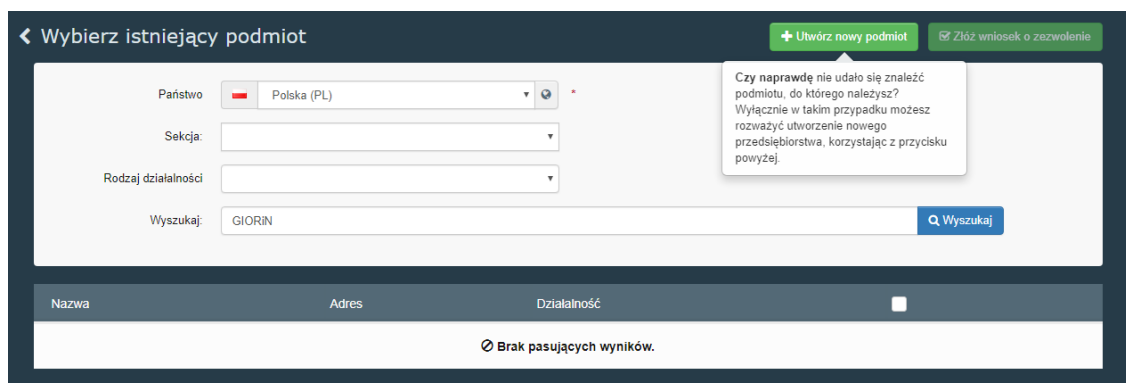 Wybierz istniejący podmiot
Utwórz nowy podmiot
Złóż wniosek o zezwolenie
Czy naprawdę nie udało się znaleźć
podmiotu, do którego należysz?
Wyłącznie w takim przypadku możesz
rozważyć utworzenie nowego
przedsiębiorstwa, korzystając z przycisku
powyżej.
Państwo
Polska (PL)
*
Sekcja:
Rodzaj działalności
Wyszukaj:
GIORiN
Wyszukaj
Nazwa Adres Działalność
Brak pasujących wyników.